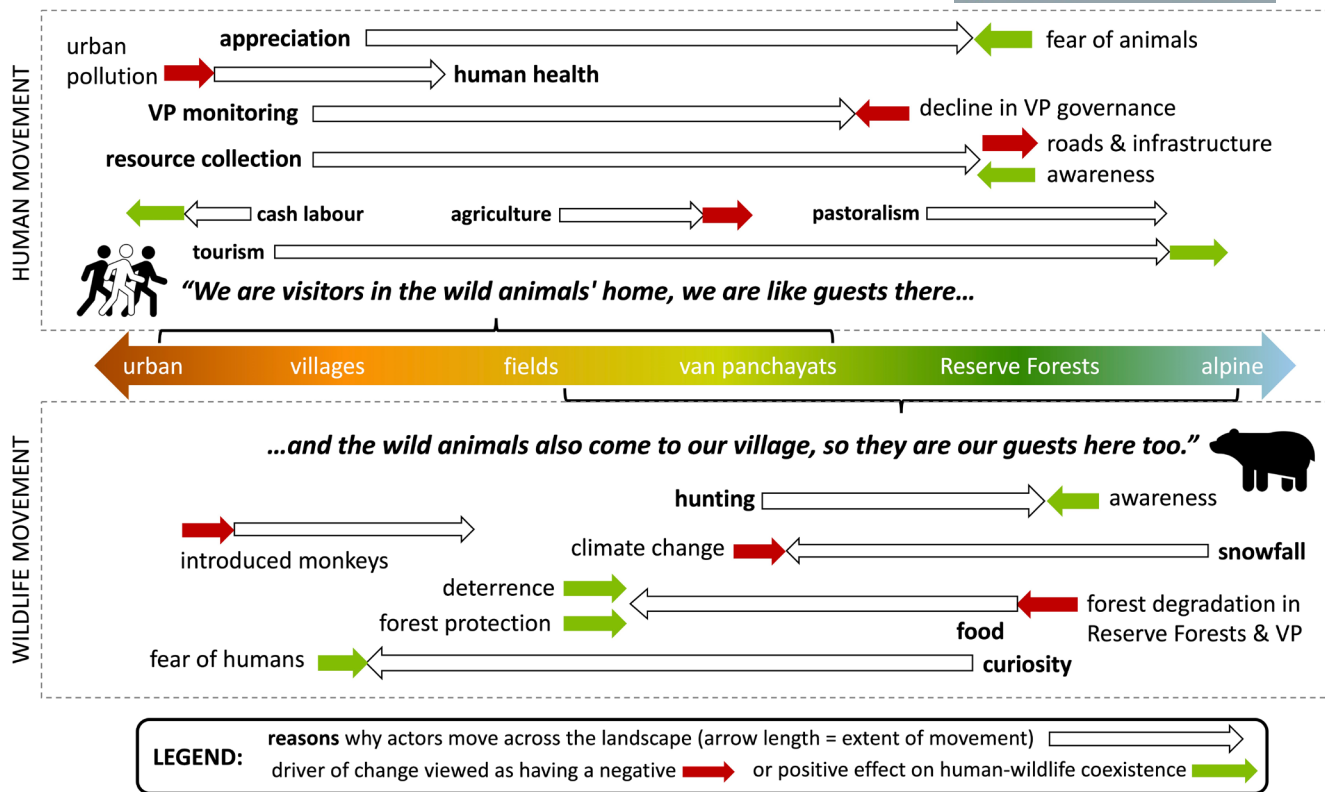 HUMAN MOVEMENT
appreciation
fear of animals
urban
pollution
human health
VP monitoring
decline in VP governance
resource collection
roads & infrastructure
awareness
cash labour
agriculture
pastoralism
tourism
“We are visitors in the wild animals' home, we are like guests there…
urban villages fields van panchayats Reserve Forests alpine
WILDLIFE MOVEMENT
…and the wild animals also come to our village, so they are our guests here too.”
hunting
awareness
introduced monkeys
climate change
snowfall
deterrence
forest protection
food
forest degradation in
Reserve Forests & VP
fear of humans
curiosity
LEGEND:
reasons why actors move across the landscape (arrow length = extent of movement)
driver of change viewed as having a negative or positive effect on human-wildlife coexistence